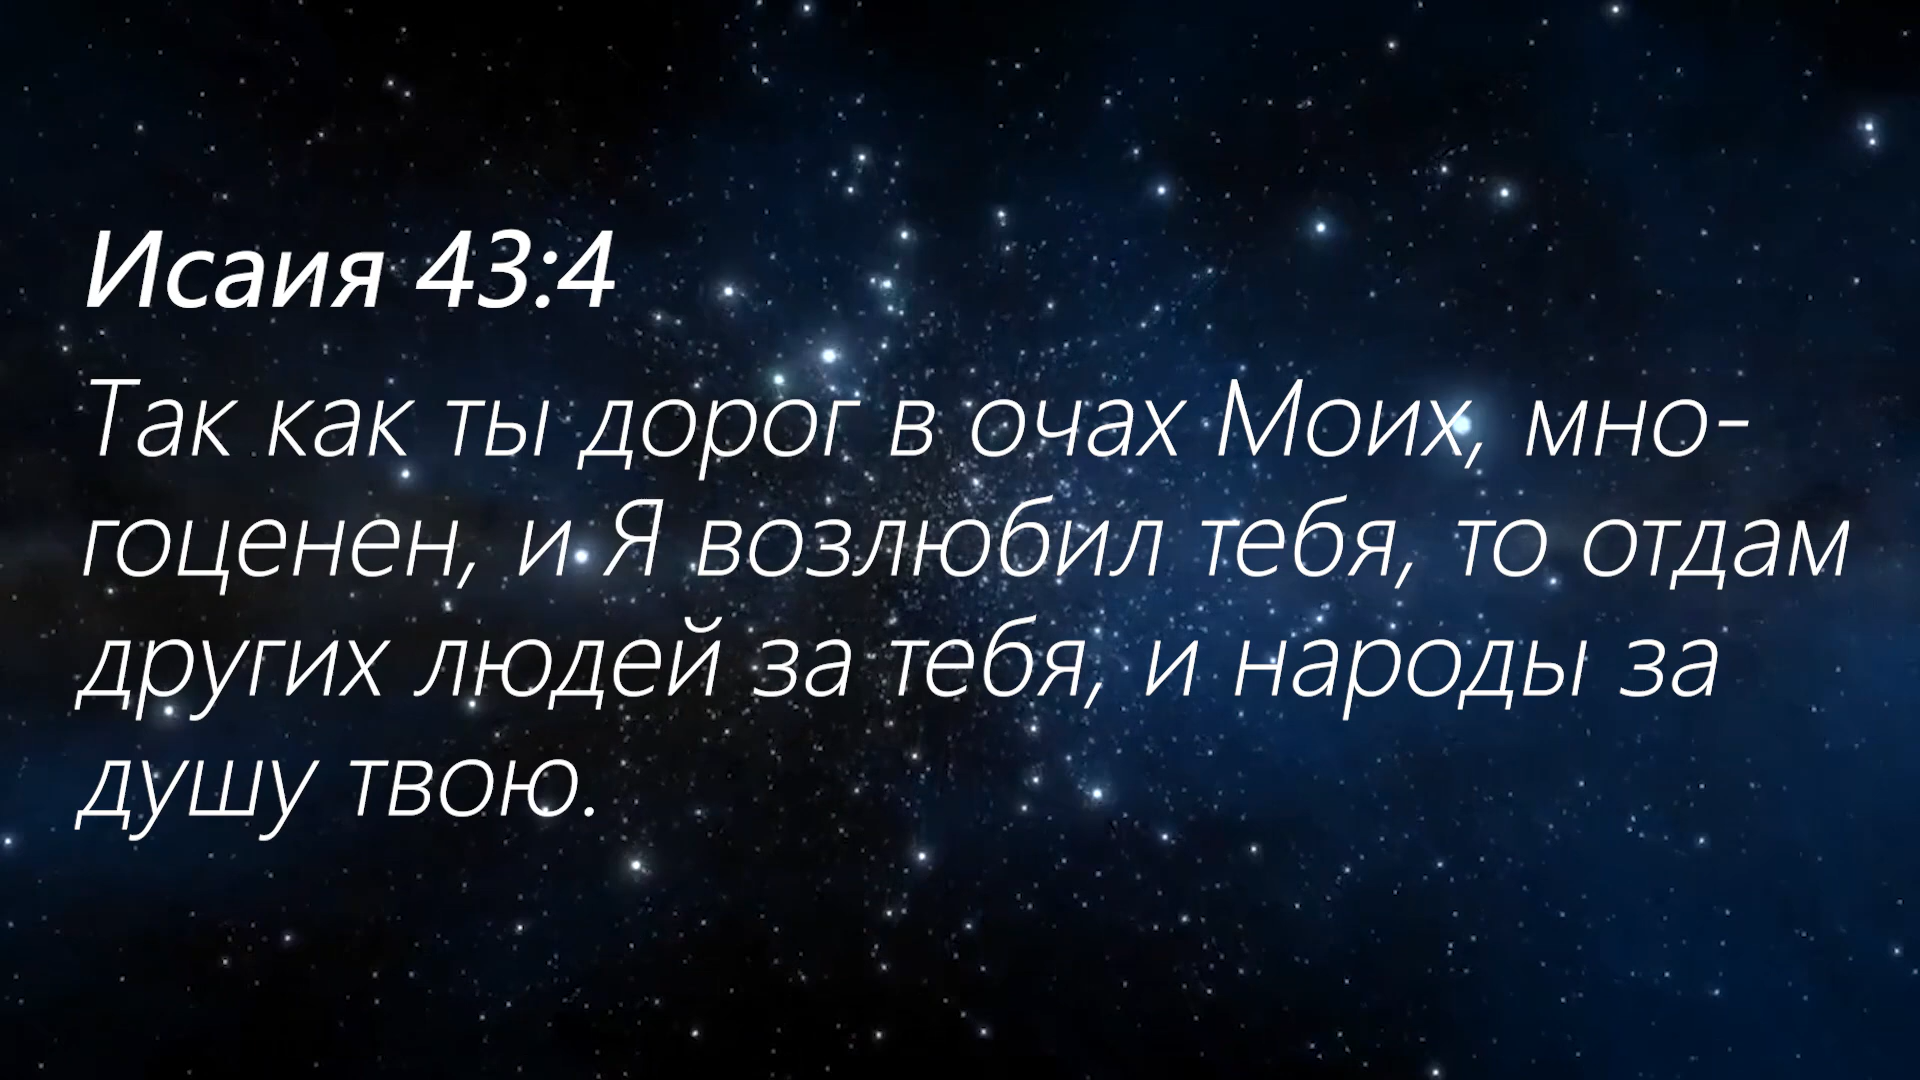 Исаия 43:4
Так как ты дорог в очах Моих, мно-
гоценен, и Я возлюбил тебя, то отдам
других людей за тебя, и народы за
душу твою.